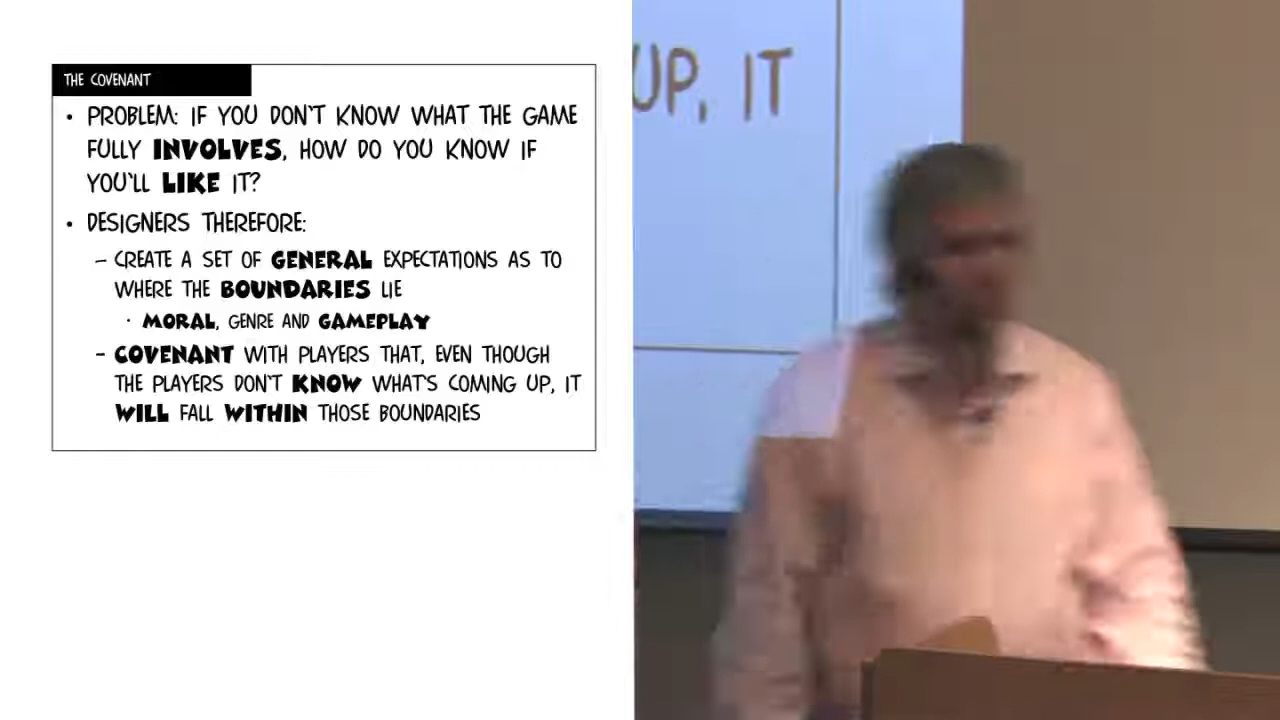 THE COVENANT
• PROBLEM: IF YOU DON'T KNOW WHAT THE GAME
FULLY INVOLVES, HOW DO YOU KNOW IF
YOU'LL LIKE IT?
• DESIGNERS THEREFORE:
– CREATE A SET OF GENERAL EXPECTATIONS AS TO
WHERE THE BOUNDARIES LIE
· MORAL, GENRE AND GAMEPLAY
– COVENANT WITH PLAYERS THAT, EVEN THOUGH
THE PLAYERS DON'T KNOW WHAT'S COMING UP, IT
WILL FALL WITHIN THOSE BOUNDARIES
UP, IT